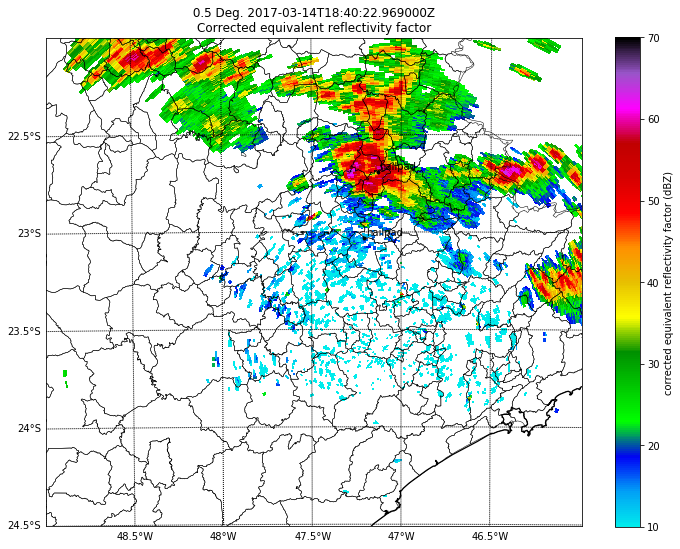 0.5 Deg. 2017-03-14T18:40:22.969000Z
Corrected equivalent reflectivity factor
22.5°S
23°S
23.5°S
24°S
24.5°S
48.5°W
48°W
47.5°W
47°W
46.5°W
Hailpad
Hailpad
70
60
50
40
30
20
10
corrected equivalent reflectivity factor (dBZ)